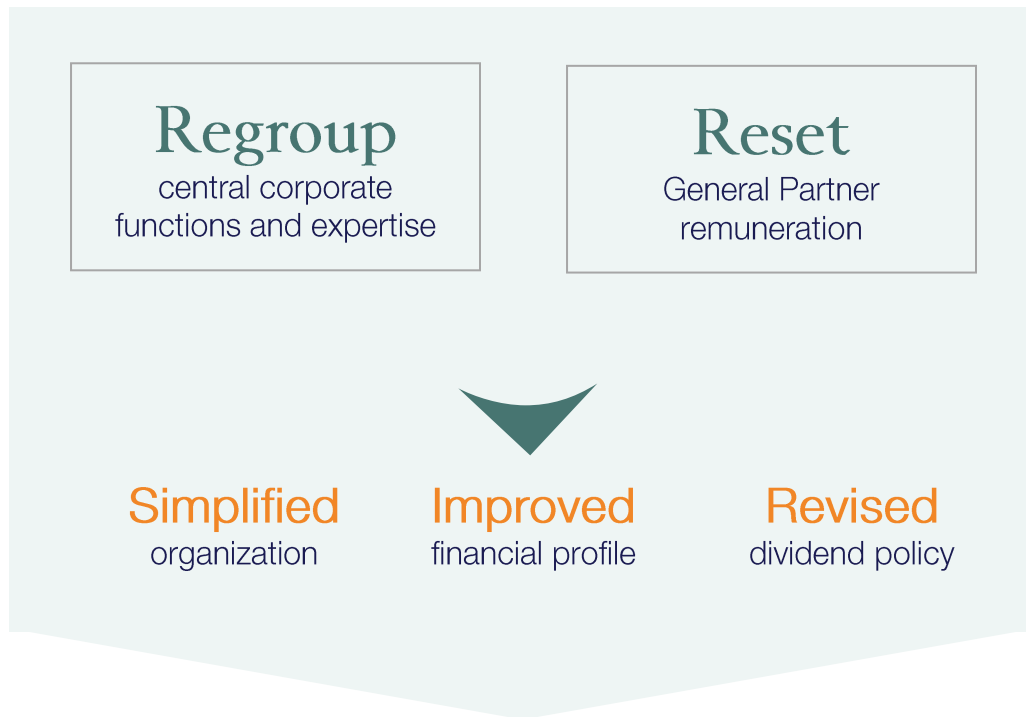 Regroup
central corporate
functions and expertise
Reset
General Partner
remuneration
Simplified
organization
Improved
financial profile
Revised
dividend policy